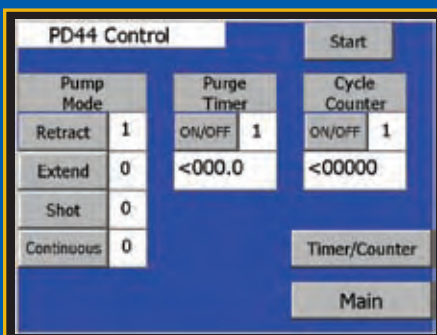 PD44 Control
Start
Pump
Mode
Retract 1
Extend 0
Shot 0
Continuous 0
Purge
Timer
ON/OFF 1
<000.0
Cycle
Counter
ON/OFF 1
<00000
Timer/Counter
Main